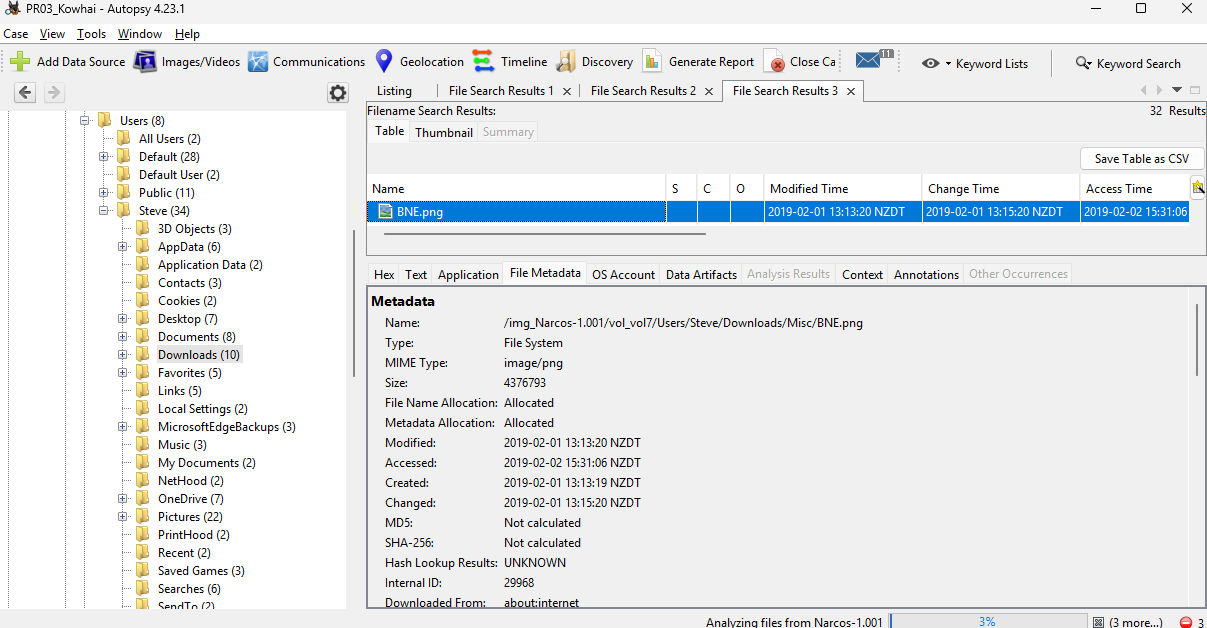 PR03_Kowhai - Autopsy 4.23.1
Case View Tools Window Help
Add Data Source Images/Videos Communications Geolocation Timeline Discovery Generate Report Close Ca 11 Keyword Lists Keyword Search
Users (8)
All Users (2)
Default (28)
Default User (2)
Public (11)
Steve (34)
3D Objects (3)
AppData (6)
Application Data (2)
Contacts (3)
Cookies (2)
Desktop (7)
Documents (8)
Downloads (10)
Favorites (5)
Links (5)
Local Settings (2)
MicrosoftEdgeBackups (3)
Music (3)
My Documents (2)
NetHood (2)
OneDrive (7)
Pictures (22)
PrintHood (2)
Recent (2)
Saved Games (3)
Searches (6)
SendTo (2)
Listing File Search Results 1 File Search Results 2 File Search Results 3
Filename Search Results: 32 Results
Table Thumbnail Summary
Save Table as CSV
Name S C O Modified Time Change Time Access Time
BNE.png 2019-02-01 13:13:20 NZDT 2019-02-01 13:15:20 NZDT 2019-02-02 15:31:06
Hex Text Application File Metadata OS Account Data Artifacts Analysis Results Context Annotations Other Occurrences
Metadata
Name: /img_Narcos-1.001/vol_vol7/Users/Steve/Downloads/Misc/BNE.png
Type: File System
MIME Type: image/png
Size: 4376793
File Name Allocation: Allocated
Metadata Allocation: Allocated
Modified: 2019-02-01 13:13:20 NZDT
Accessed: 2019-02-02 15:31:06 NZDT
Created: 2019-02-01 13:13:19 NZDT
Changed: 2019-02-01 13:15:20 NZDT
MD5: Not calculated
SHA-256: Not calculated
Hash Lookup Results: UNKNOWN
Internal ID: 29968
Downloaded From: about:internet
Analyzing files from Narcos-1.001 3% (3 more...) 3